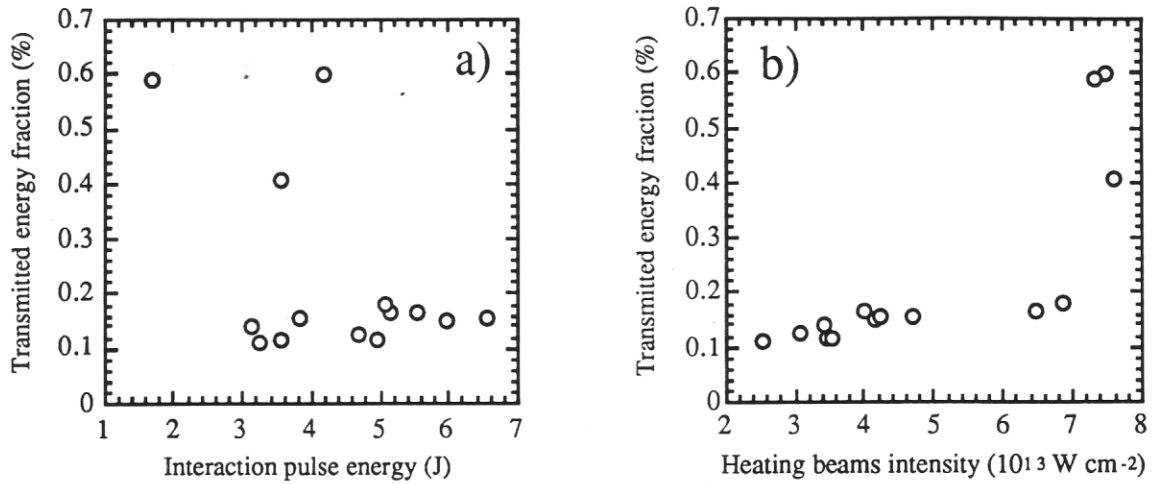 0.7
0.6
0.5
0.4
0.3
0.2
0.1
0
Transmitted energy fraction (%)
a)
1 2 3 4 5 6 7
Interaction pulse energy (J)
0.7
0.6
0.5
0.4
0.3
0.2
0.1
0
Transmitted energy fraction (%)
b)
2 3 4 5 6 7 8
Heating beams intensity (10¹³ W cm⁻²)